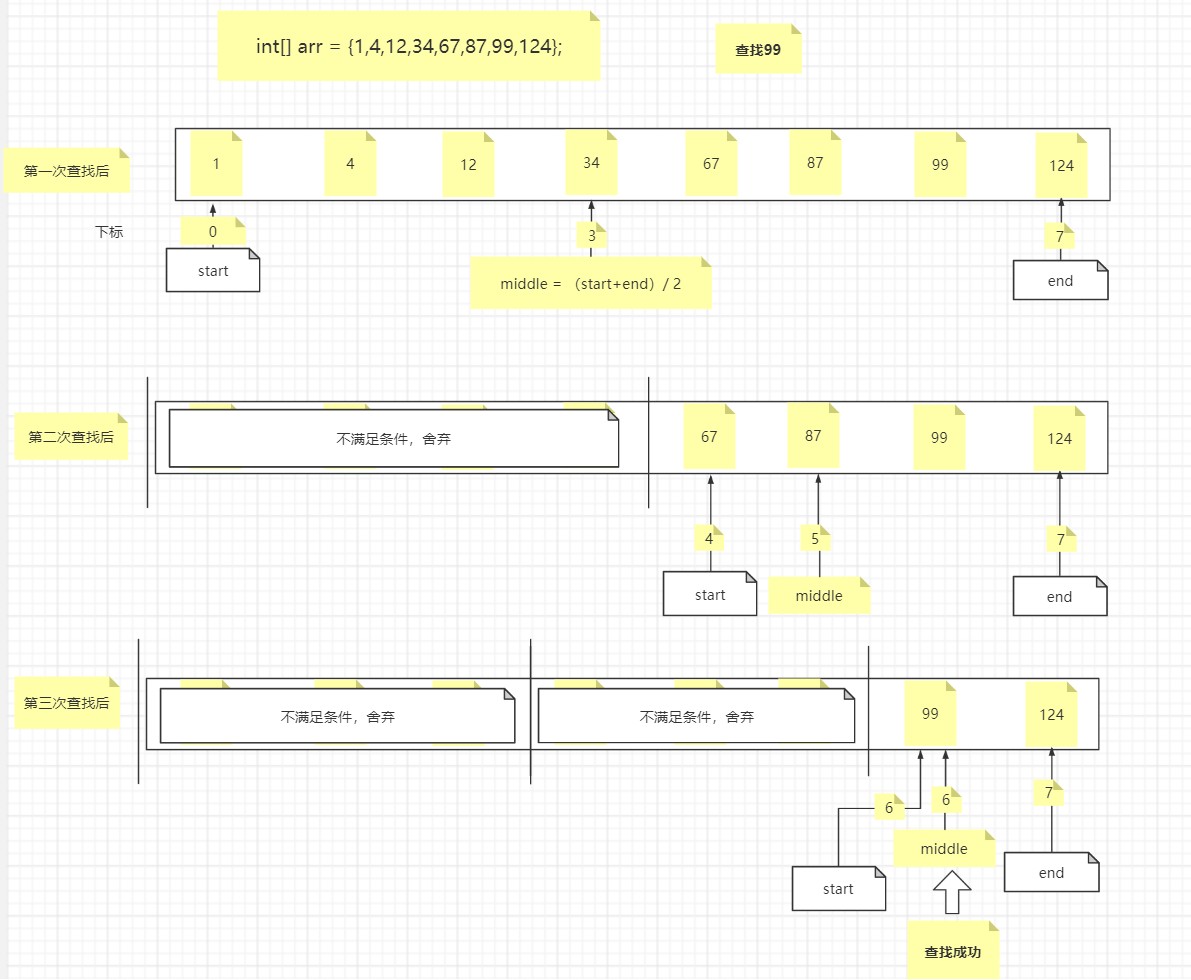 int[] arr = {1,4,12,34,67,87,99,124};
查找99
第一次查找后
1 4 12 34 67 87 99 124
下标
0 3 7
start
middle = （start+end）/ 2
end
第二次查找后
不满足条件，舍弃
67 87 99 124
4 5 7
start middle end
第三次查找后
不满足条件，舍弃
不满足条件，舍弃
99 124
6 6 7
middle
start
end
查找成功